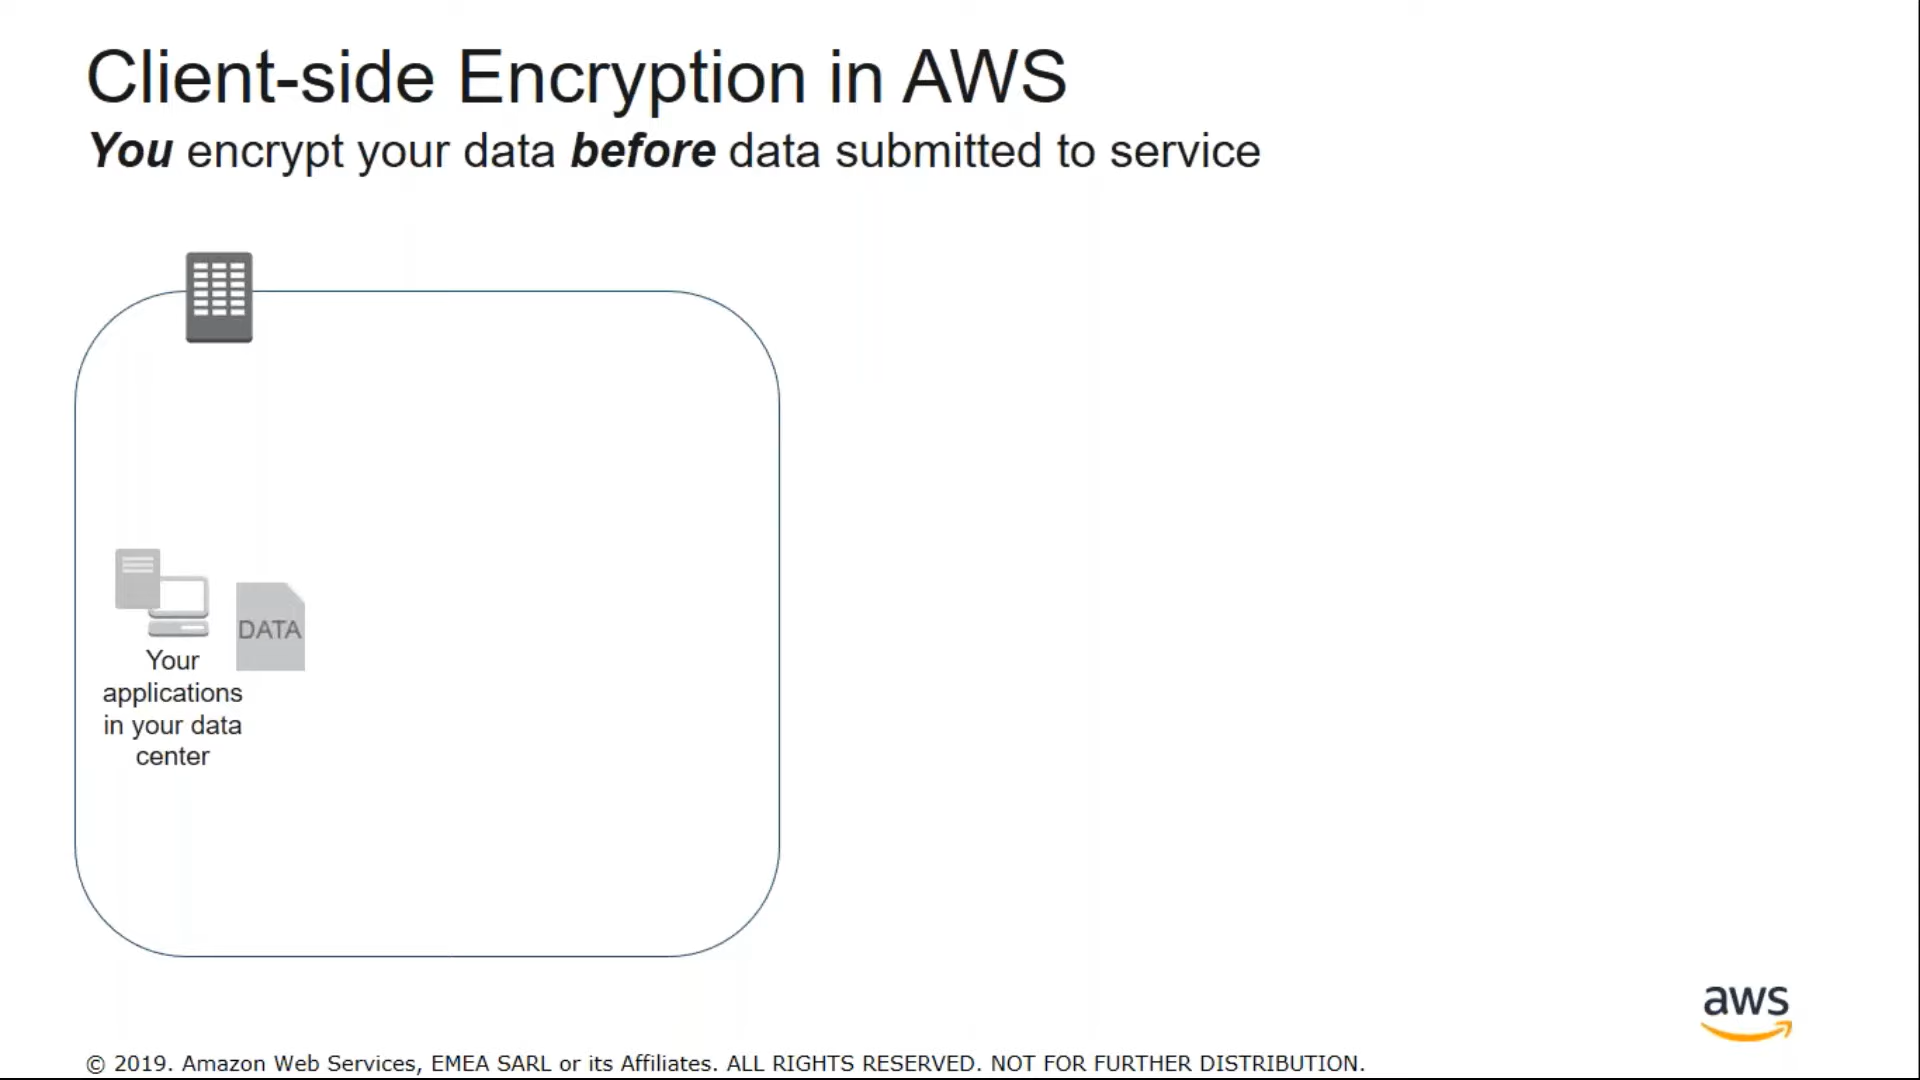 Client-side Encryption in AWS
You encrypt your data before data submitted to service
DATA
Your
applications
in your data
center
aws
© 2019. Amazon Web Services, EMEA SARL or its Affiliates. ALL RIGHTS RESERVED. NOT FOR FURTHER DISTRIBUTION.